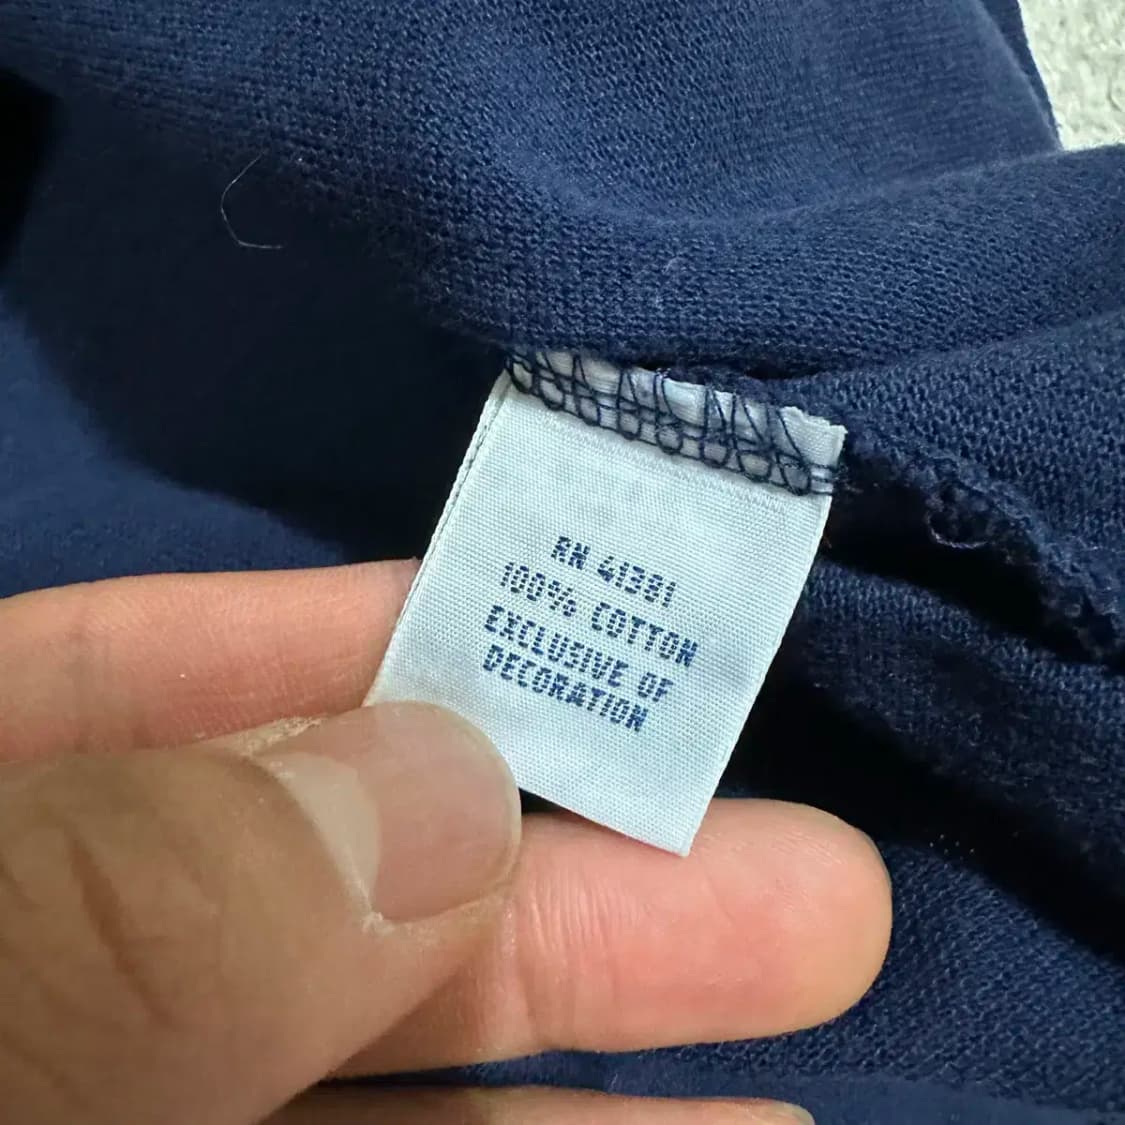 RN 41381
100% COTTON
EXCLUSIVE OF
DECORATION